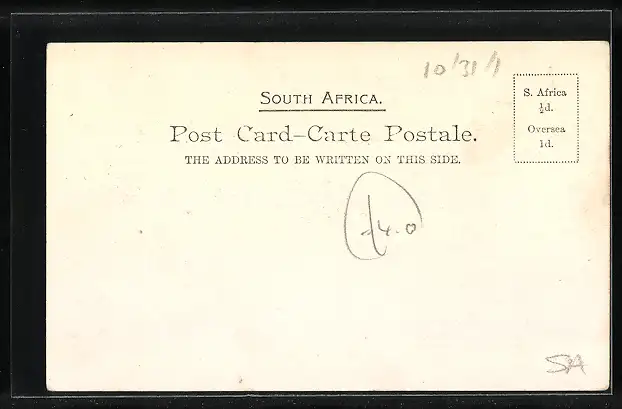 10/31/1
SOUTH AFRICA.
Post Card–Carte Postale.
THE ADDRESS TO BE WRITTEN ON THIS SIDE.
S. Africa
½d.
Oversea
1d.
£4.0
SA